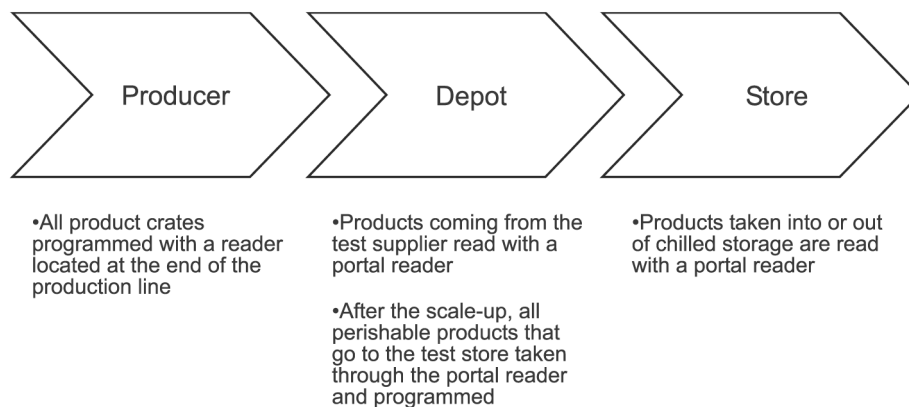 Producer
Depot
Store
•All product crates
programmed with a reader
located at the end of the
production line
•Products coming from the
test supplier read with a
portal reader
•After the scale-up, all
perishable products that
go to the test store taken
through the portal reader
and programmed
•Products taken into or out
of chilled storage are read
with a portal reader